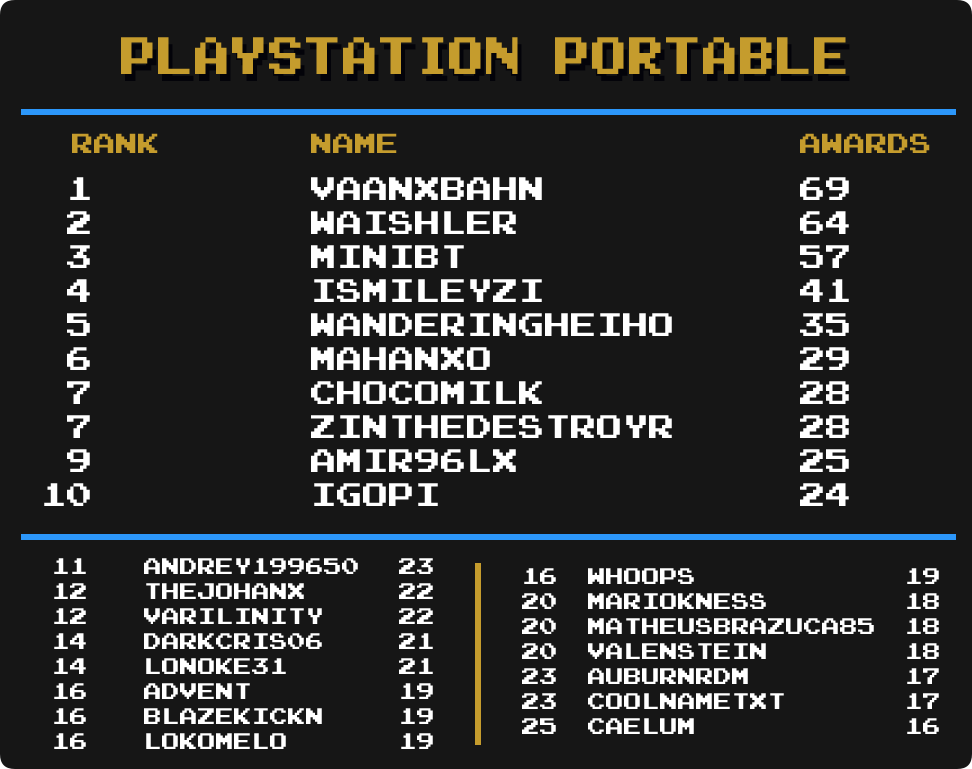 PLAYSTATION PORTABLE
RANK NAME AWARDS
1 VAANXBAHN 69
2 WAISHLER 64
3 MINIBT 57
4 ISMILEYZI 41
5 WANDERINGHEIHO 35
6 MAHANXO 29
7 CHOCOMILK 28
7 ZINTHEDESTROYR 28
9 AMIR96LX 25
10 IGOPI 24
11 ANDREY199650 23
12 THEJOHANX 22
12 VARILINITY 22
14 DARKCRIS06 21
14 LONOKE31 21
16 ADVENT 19
16 BLAZEKICKN 19
16 LOKOMELO 19
16 WHOOPS 19
20 MARIOKNESS 18
20 MATHEUSBRAZUCA85 18
20 VALENSTEIN 18
23 AUBURNRDM 17
23 COOLNAMETXT 17
25 CAELUM 16